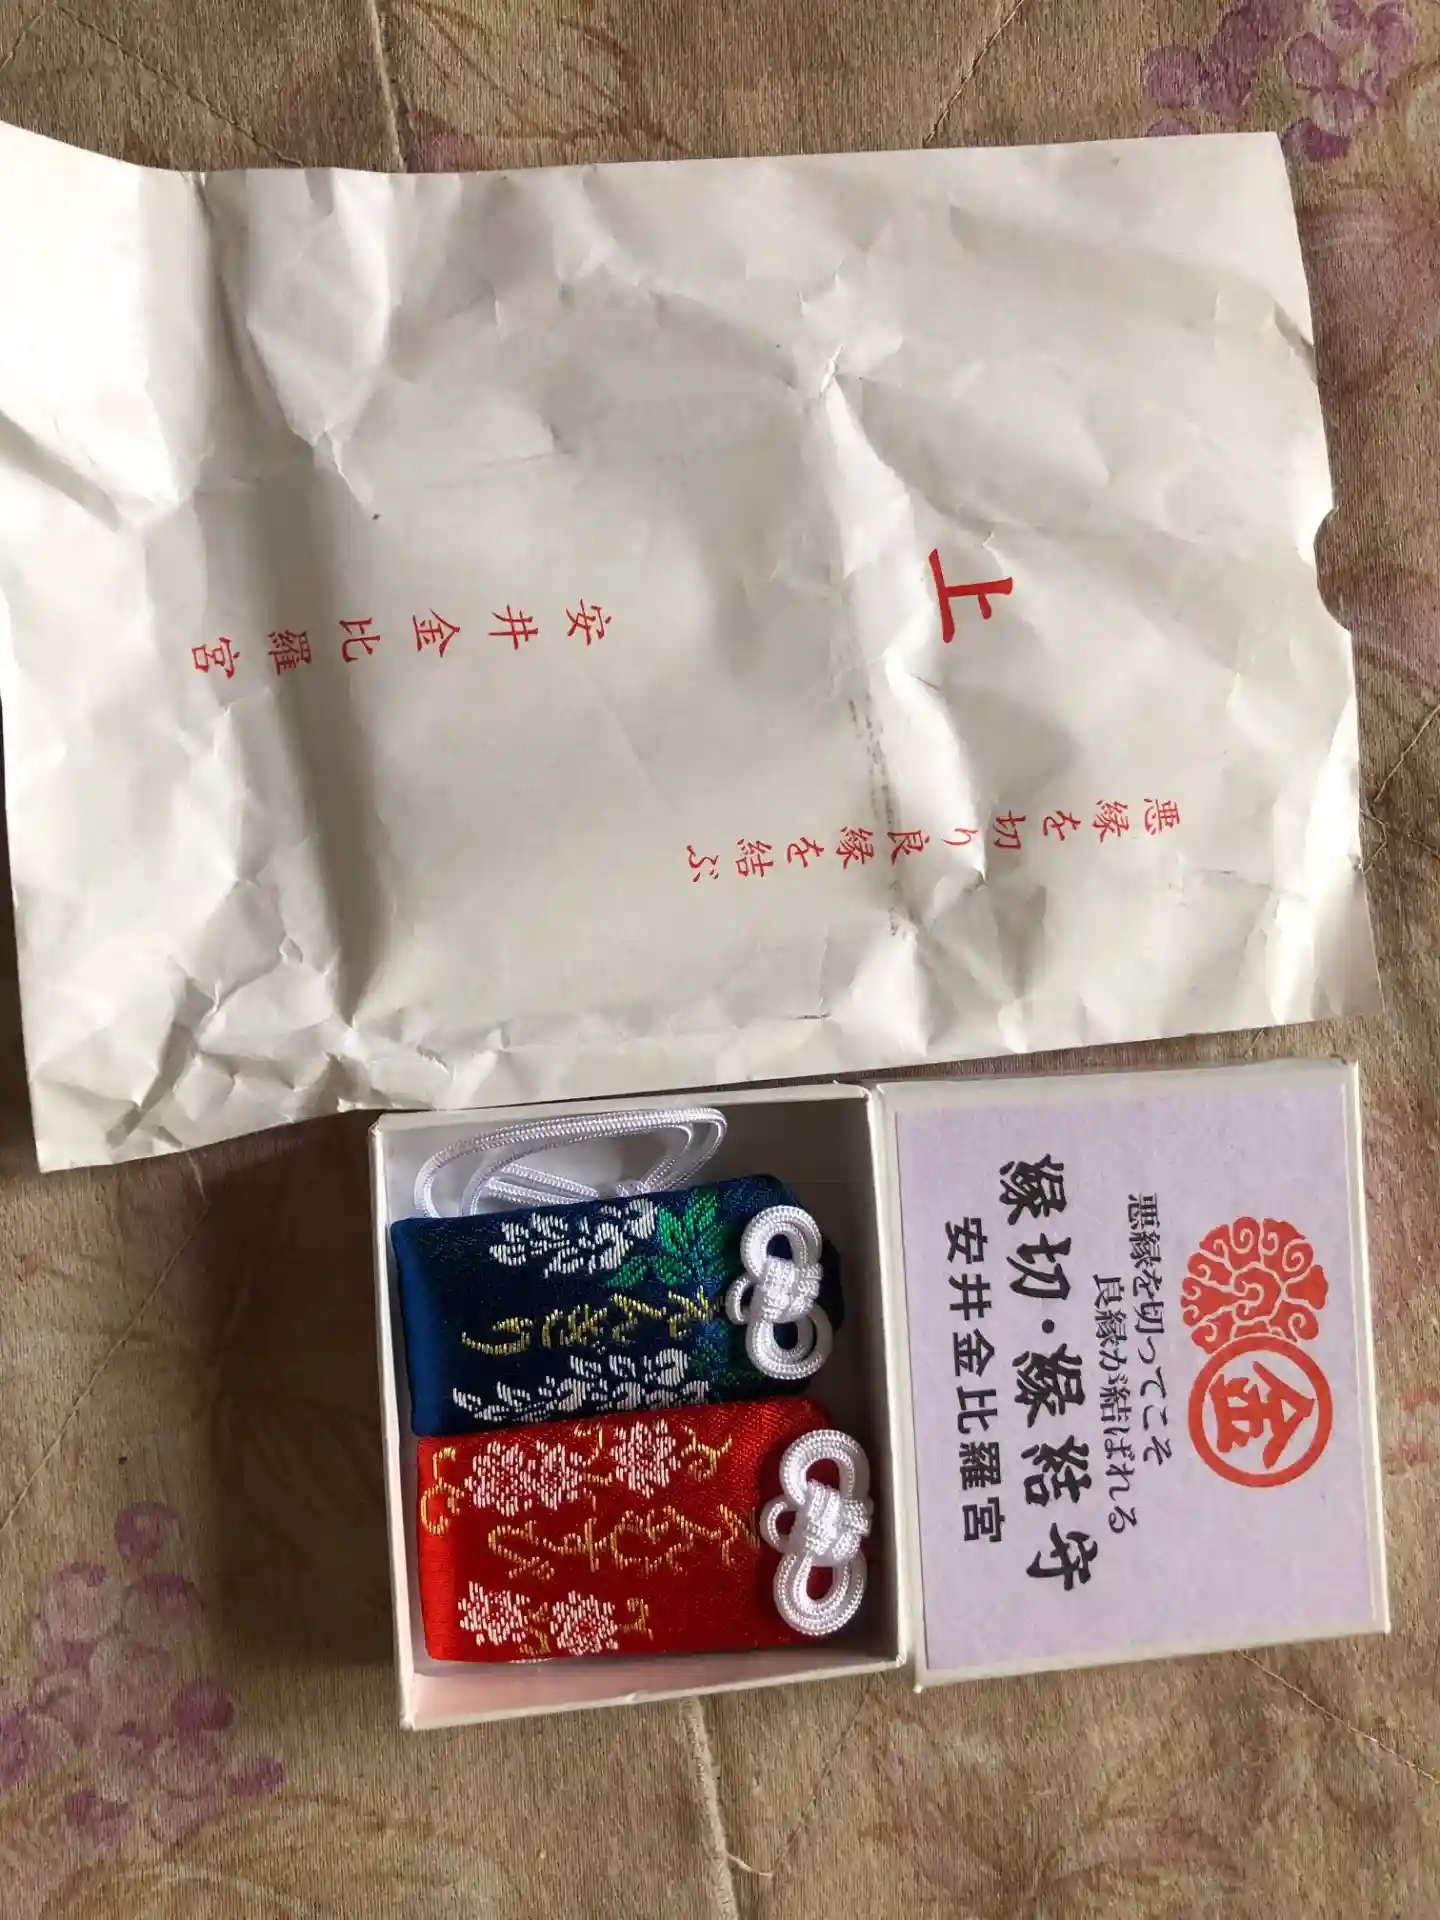 悪縁を切り良縁を結ぶ
上
安井金比羅宮
金
悪縁を切ってこそ
良縁が結ばれる
縁切・縁結守
安井金比羅宮
えんきり
えんむすび